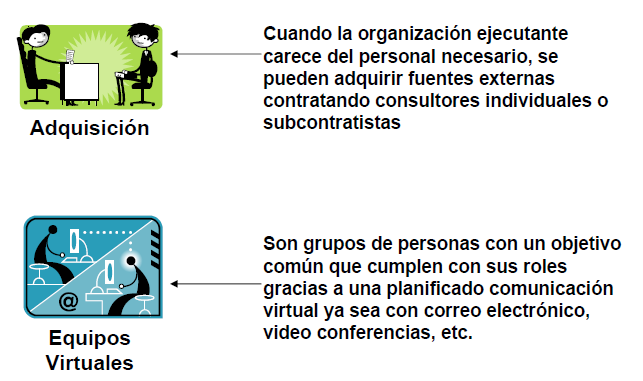 Cuando la organización ejecutante
carece del personal necesario, se
pueden adquirir fuentes externas
contratando consultores individuales o
subcontratistas
Adquisición
Son grupos de personas con un objetivo
común que cumplen con sus roles
gracias a una planificado comunicación
virtual ya sea con correo electrónico,
video conferencias, etc.
@
Equipos
Virtuales